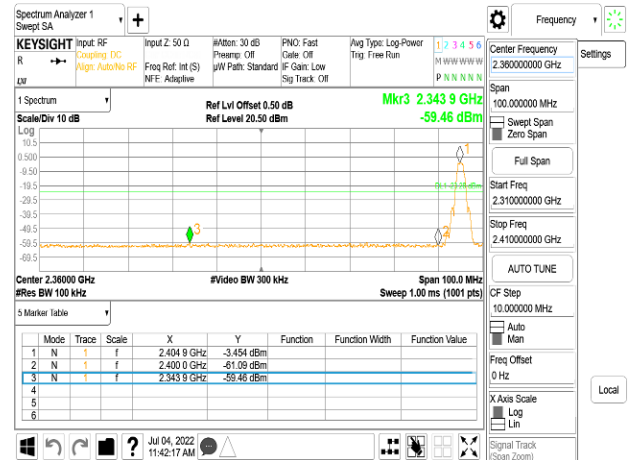 Spectrum Analyzer 1
Swept SA
Frequency
KEYSIGHT
R
Input: RF
Coupling: DC
Align: Auto/No RF
Input Z: 50 Ω
Freq Ref: Int (S)
NFE: Adaptive
#Atten: 30 dB
Preamp: Off
µW Path: Standard
PNO: Fast
Gate: Off
IF Gain: Low
Sig Track: Off
Avg Type: Log-Power
Trig: Free Run
1 2 3 4 5 6
M W W W W W
P N N N N N
1 Spectrum
Scale/Div 10 dB
Ref Lvl Offset 0.50 dB
Ref Level 20.50 dBm
Mkr3 2.343 9 GHz
-59.46 dBm
Log
10.5
0.500
-9.50
-19.5
-29.5
-39.5
-49.5
-59.5
-69.5
1
2
3
Center 2.36000 GHz
#Res BW 100 kHz
#Video BW 300 kHz
Span 100.0 MHz
Sweep 1.00 ms (1001 pts)
5 Marker Table
Mode Trace Scale X Y Function Function Width Function Value
1 N 1 f 2.404 9 GHz -3.454 dBm
2 N 1 f 2.400 0 GHz -61.09 dBm
3 N 1 f 2.343 9 GHz -59.46 dBm
4
5
6
Jul 04, 2022
11:42:17 AM
Center Frequency
2.360000000 GHz
Settings
Span
100.000000 MHz
Swept Span
Zero Span
Full Span
Start Freq
2.310000000 GHz
Stop Freq
2.410000000 GHz
AUTO TUNE
CF Step
10.000000 MHz
Auto
Man
Freq Offset
0 Hz
X Axis Scale
Log
Lin
Local
Signal Track
(Span Zoom)